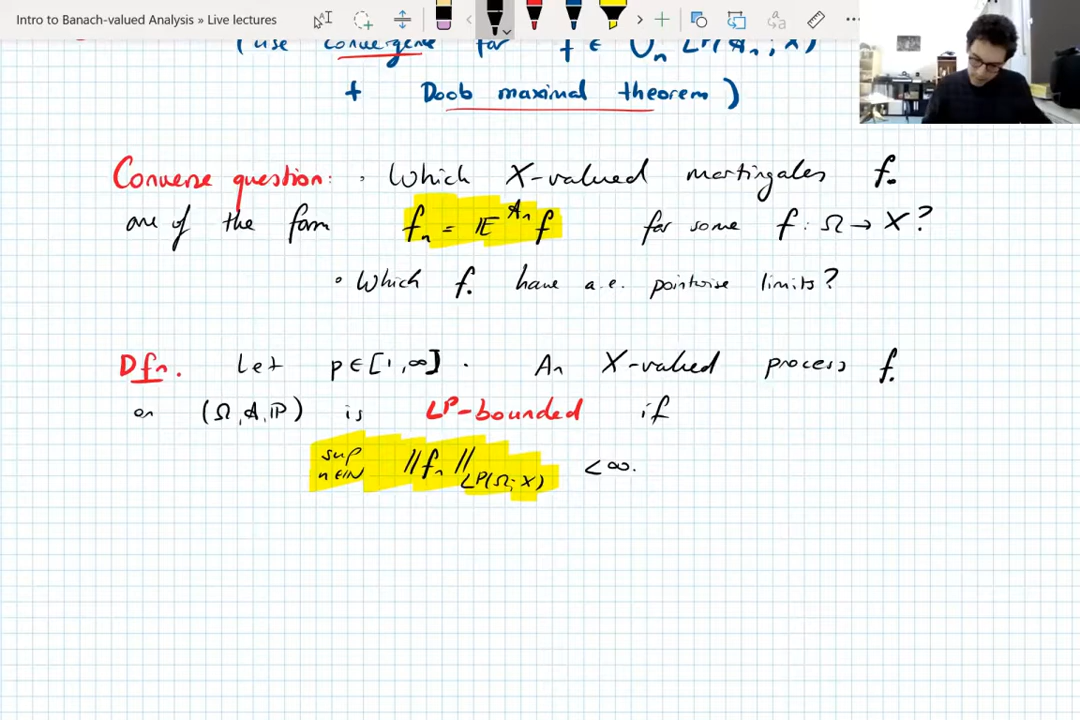 Intro to Banach-valued Analysis » Live lectures
(use convergence for f ∈ ∪n Lp(An; X)
+ Doob maximal theorem)
Converse question: • Which X-valued martingales f.
are of the form fn = 𝔼^An f for some f : Ω → X?
• Which f. have a.e. pointwise limits?
Dfn. Let p∈[1,∞]. An X-valued process f.
on (Ω, A, ℙ) is Lp-bounded if
sup n∈ℕ ||fn||Lp(Ω; X) < ∞.